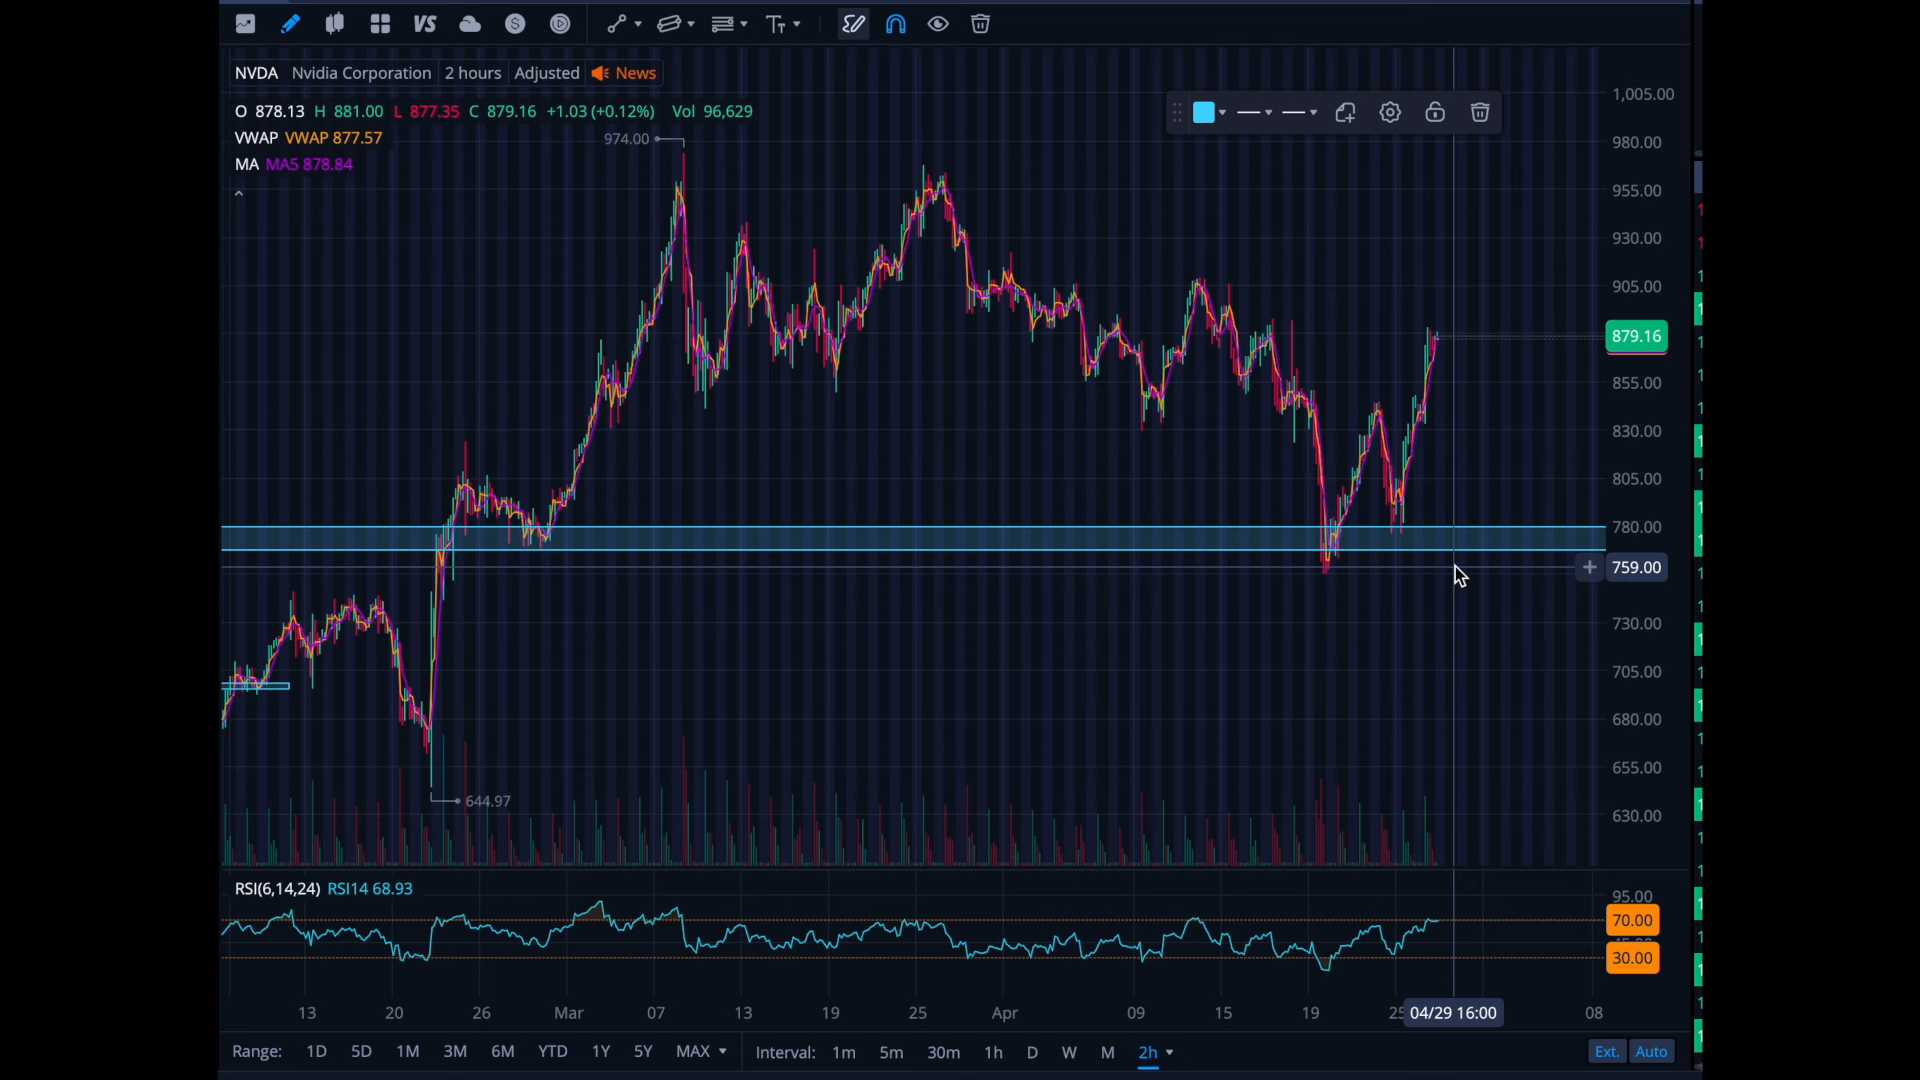 VS
NVDA Nvidia Corporation 2 hours Adjusted News
O 878.13 H 881.00 L 877.35 C 879.16 +1.03 (+0.12%) Vol 96,629
VWAP VWAP 877.57
MA MA5 878.84
974.00
644.97
1,005.00
980.00
955.00
930.00
905.00
879.16
855.00
830.00
805.00
780.00
759.00
730.00
705.00
680.00
655.00
630.00
RSI(6,14,24) RSI14 68.93
95.00
70.00
30.00
13 20 26 Mar 07 13 19 25 Apr 09 15 19 25 04/29 16:00 08
Range: 1D 5D 1M 3M 6M YTD 1Y 5Y MAX Interval: 1m 5m 30m 1h D W M 2h Ext. Auto